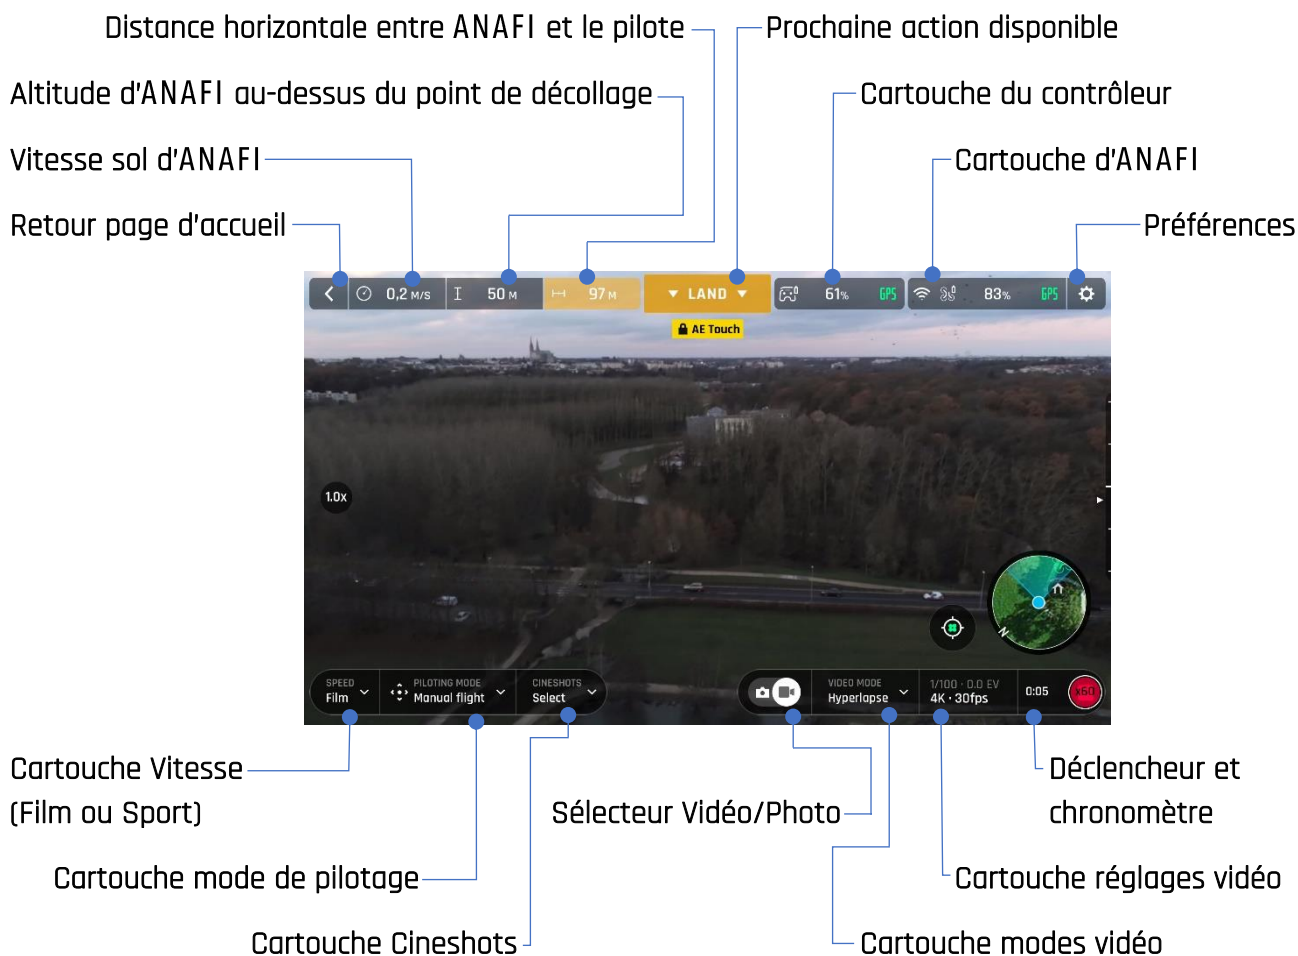 Distance horizontale entre ANAFI et le pilote
Prochaine action disponible
Altitude d'ANAFI au-dessus du point de décollage
Cartouche du contrôleur
Vitesse sol d'ANAFI
Cartouche d'ANAFI
Retour page d'accueil
Préférences
0,2 M/S
50 M
97 M
LAND
61%
GPS
83%
GPS
AE Touch
1.0x
N
SPEED
Film
PILOTING MODE
Manual flight
CINESHOTS
Select
VIDEO MODE
Hyperlapse
1/100 · 0.0 EV
4K · 30fps
0:05
x60
Cartouche Vitesse
(Film ou Sport)
Déclencheur et
chronomètre
Sélecteur Vidéo/Photo
Cartouche mode de pilotage
Cartouche réglages vidéo
Cartouche Cineshots
Cartouche modes vidéo